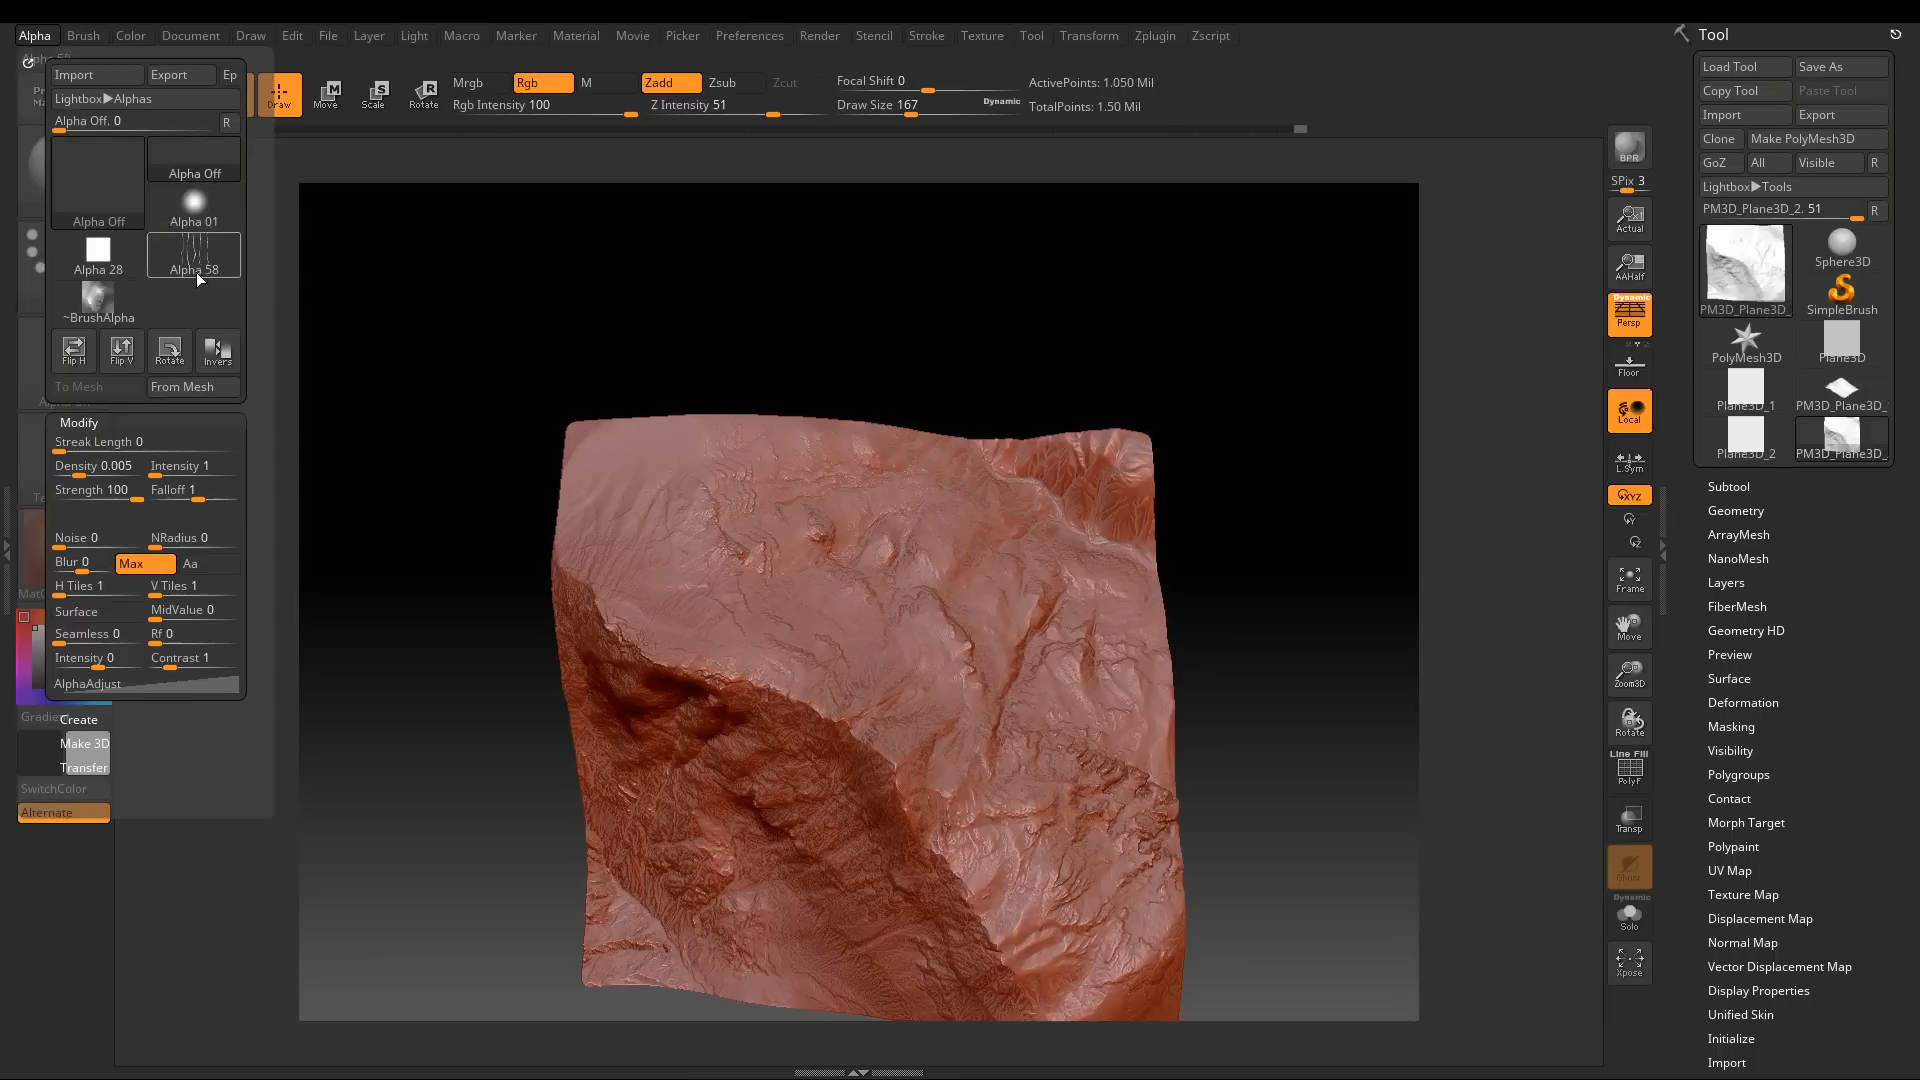 Alpha Brush Color Document Draw Edit File Layer Light Macro Marker Material Movie Picker Preferences Render Stencil Stroke Texture Tool Transform Zplugin Zscript
Import Export Ep
Lightbox▶Alphas
Alpha Off. 0 R
Alpha Off
Alpha Off
Alpha 01
Alpha 28
Alpha 58
~BrushAlpha
Flip H Flip V Rotate Invers
To Mesh From Mesh
Modify
Streak Length 0
Density 0.005 Intensity 1
Strength 100 Falloff 1
Noise 0 NRadius 0
Blur 0 Max Aa
H Tiles 1 V Tiles 1
Surface MidValue 0
Seamless 0 Rf 0
Intensity 0 Contrast 1
AlphaAdjust
Create
Make 3D
Transfer
SwitchColor
Alternate
Draw Move Scale Rotate
Mrgb Rgb M
Rgb Intensity 100
Zadd Zsub Zcut
Z Intensity 51
Focal Shift 0
Draw Size 167 Dynamic
ActivePoints: 1.050 Mil
TotalPoints: 1.50 Mil
BPR
SPix 3
Actual
AAHalf
Dynamic
Persp
Floor
Local
L.Sym
XYZ
Y
Z
Frame
Move
Zoom3D
Rotate
Line Fill
PolyF
Transp
Ghost
Dynamic
Solo
Xpose
Tool
Load Tool Save As
Copy Tool Paste Tool
Import Export
Clone Make PolyMesh3D
GoZ All Visible R
Lightbox▶Tools
PM3D_Plane3D_2. 51 R
PM3D_Plane3D_
Sphere3D
SimpleBrush
PolyMesh3D Plane3D
Plane3D_1 PM3D_Plane3D_
Plane3D_2 PM3D_Plane3D_
Subtool
Geometry
ArrayMesh
NanoMesh
Layers
FiberMesh
Geometry HD
Preview
Surface
Deformation
Masking
Visibility
Polygroups
Contact
Morph Target
Polypaint
UV Map
Texture Map
Displacement Map
Normal Map
Vector Displacement Map
Display Properties
Unified Skin
Initialize
Import